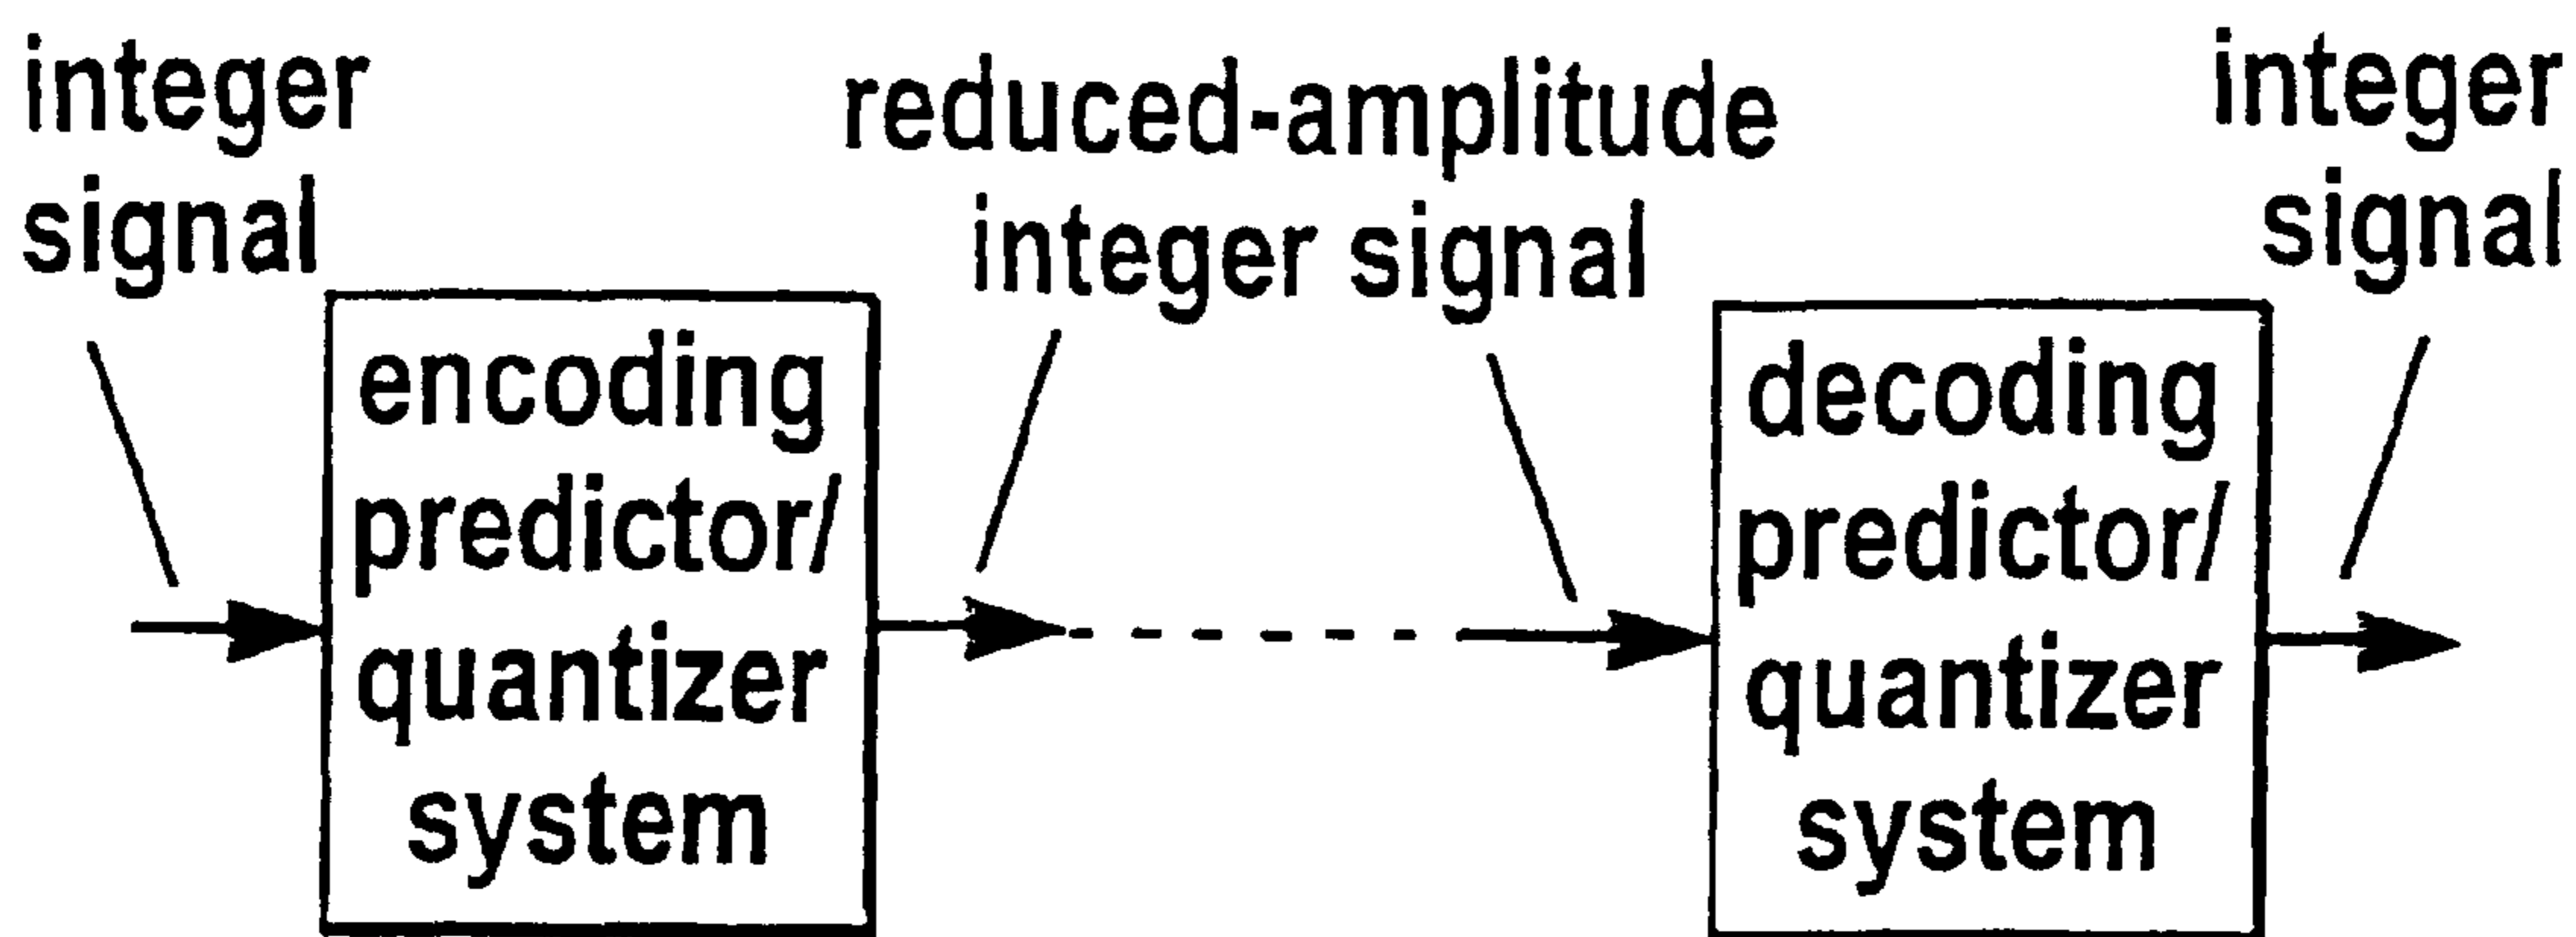 integer
signal
reduced-amplitude
integer signal
integer
signal
encoding
predictor/
quantizer
system
decoding
predictor/
quantizer
system